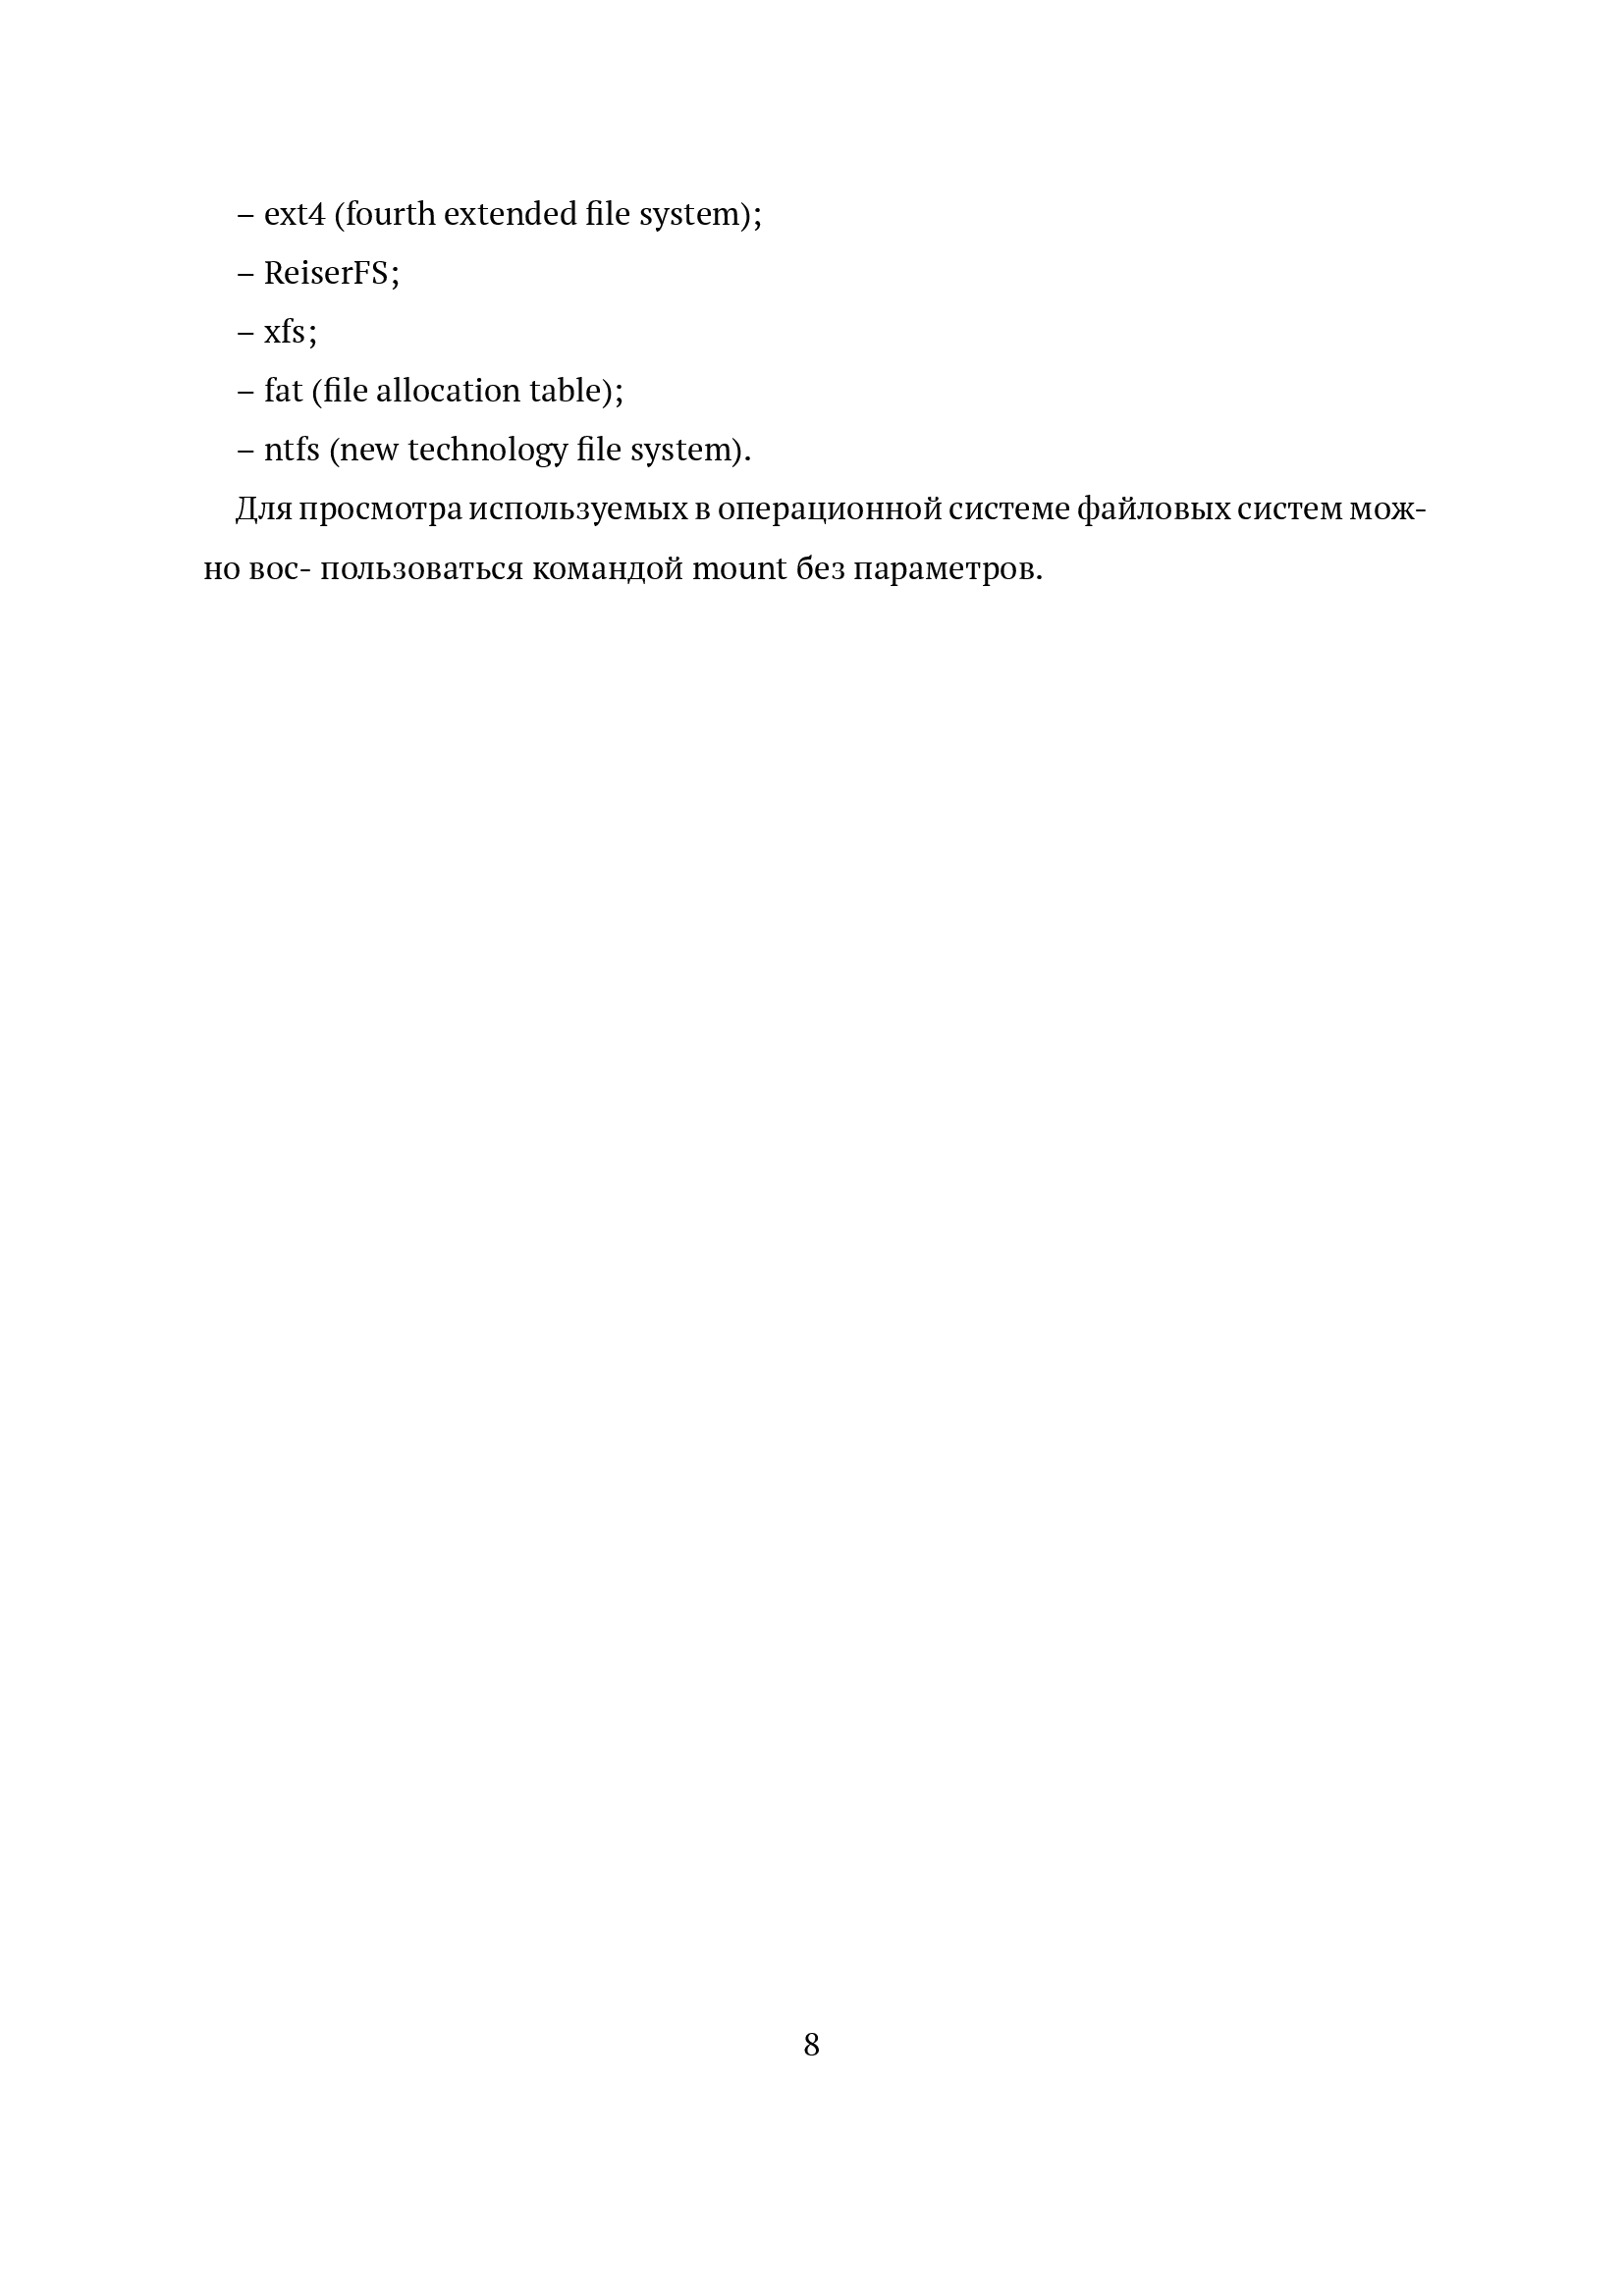 – ext4 (fourth extended file system);
– ReiserFS;
– xfs;
– fat (file allocation table);
– ntfs (new technology file system).
Для просмотра используемых в операционной системе файловых систем мож-
но вос- пользоваться командой mount без параметров.
8